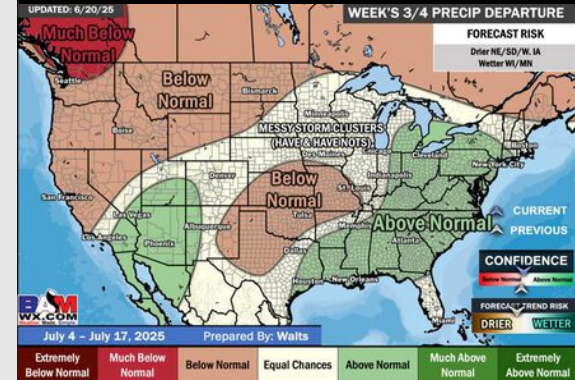 UPDATED: 6/20/25
WEEK'S 3/4 PRECIP DEPARTURE
FORECAST RISK
Drier NE/SD/W. IA
Wetter WI/MN
Much Below
Normal
Seattle
Below
Normal
Bismarck
Minneapolis
Boise
MESSY STORM CLUSTERS
(HAVE & HAVE NOTS)
Des Moines
Chicago
Cleveland
Boston
New York City
Denver
Indianapolis
San Francisco
Below
Normal
St. Louis
Las Vegas
Tulsa
Albuquerque
Memphis
Above Normal
Los Angeles
Phoenix
Atlanta
Dallas
CURRENT
PREVIOUS
Houston
New Orleans
Miami
CONFIDENCE
Below Normal
Above Normal
FORECAST TREND RISK
DRIER
WETTER
BAM
WX.COM
Weather Made Simple
July 4 – July 17, 2025
Prepared By: Walts
Extremely
Below Normal
Much Below
Normal
Below Normal
Equal Chances
Above Normal
Much Above
Normal
Extremely
Above Normal